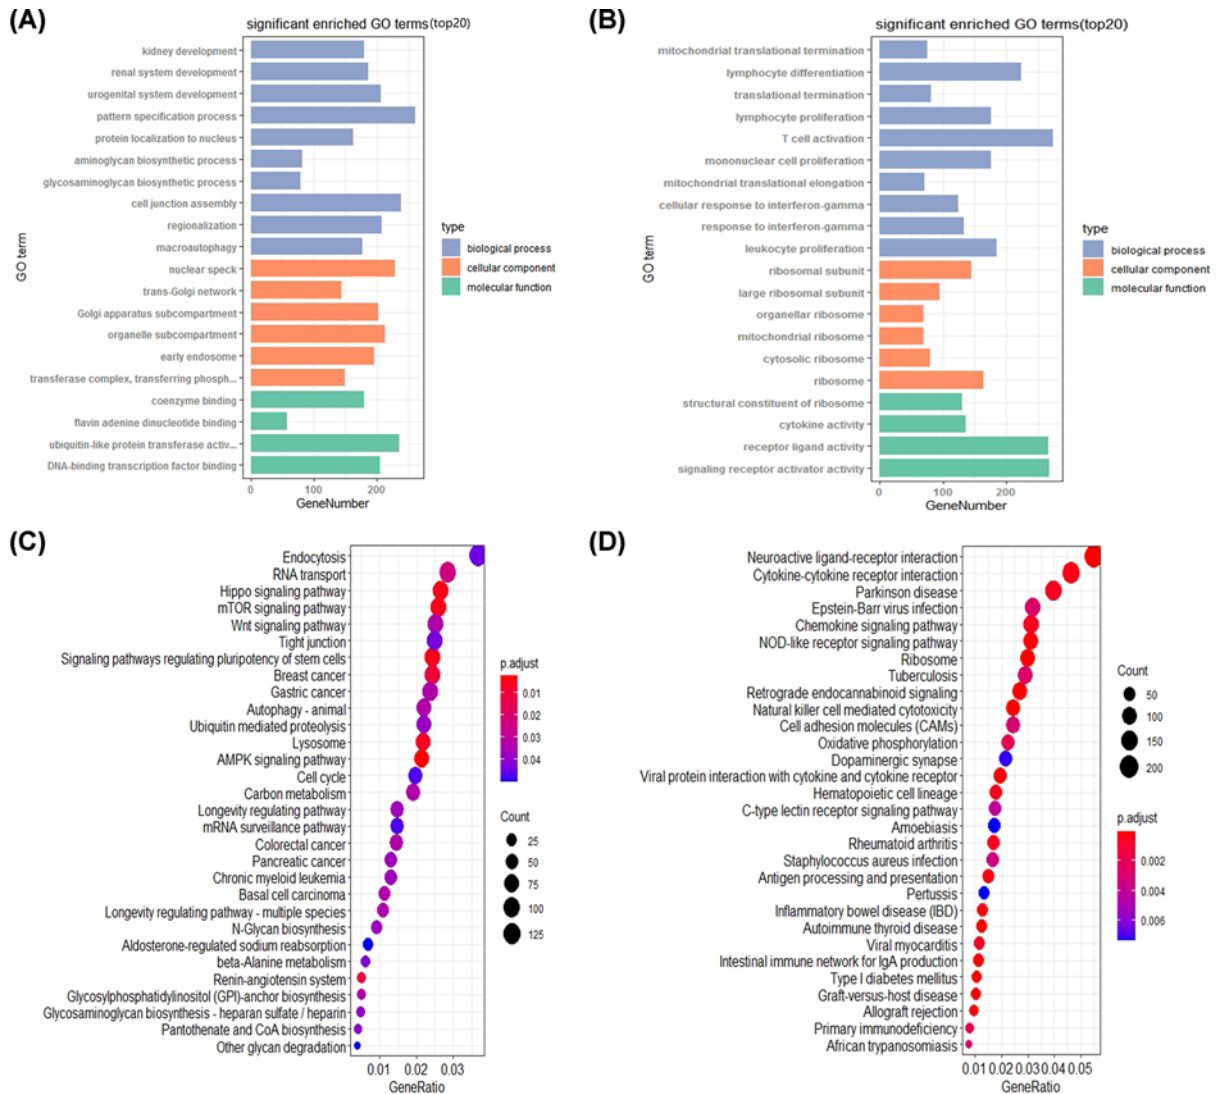 (A)
significant enriched GO terms(top20)
kidney development
renal system development
urogenital system development
pattern specification process
protein localization to nucleus
aminoglycan biosynthetic process
glycosaminoglycan biosynthetic process
cell junction assembly
regionalization
macroautophagy
nuclear speck
trans-Golgi network
Golgi apparatus subcompartment
organelle subcompartment
early endosome
transferase complex, transferring phosph...
coenzyme binding
flavin adenine dinucleotide binding
ubiquitin-like protein transferase activ...
DNA-binding transcription factor binding
GO term
0 100 200
GeneNumber
type
biological process
cellular component
molecular function
(B)
significant enriched GO terms(top20)
mitochondrial translational termination
lymphocyte differentiation
translational termination
lymphocyte proliferation
T cell activation
mononuclear cell proliferation
mitochondrial translational elongation
cellular response to interferon-gamma
response to interferon-gamma
leukocyte proliferation
ribosomal subunit
large ribosomal subunit
organellar ribosome
mitochondrial ribosome
cytosolic ribosome
ribosome
structural constituent of ribosome
cytokine activity
receptor ligand activity
signaling receptor activator activity
GO term
0 100 200
GeneNumber
type
biological process
cellular component
molecular function
(C)
Endocytosis
RNA transport
Hippo signaling pathway
mTOR signaling pathway
Wnt signaling pathway
Tight junction
Signaling pathways regulating pluripotency of stem cells
Breast cancer
Gastric cancer
Autophagy - animal
Ubiquitin mediated proteolysis
Lysosome
AMPK signaling pathway
Cell cycle
Carbon metabolism
Longevity regulating pathway
mRNA surveillance pathway
Colorectal cancer
Pancreatic cancer
Chronic myeloid leukemia
Basal cell carcinoma
Longevity regulating pathway - multiple species
N-Glycan biosynthesis
Aldosterone-regulated sodium reabsorption
beta-Alanine metabolism
Renin-angiotensin system
Glycosylphosphatidylinositol (GPI)-anchor biosynthesis
Glycosaminoglycan biosynthesis - heparan sulfate / heparin
Pantothenate and CoA biosynthesis
Other glycan degradation
0.01 0.02 0.03
GeneRatio
p.adjust
0.01
0.02
0.03
0.04
Count
25
50
75
100
125
(D)
Neuroactive ligand-receptor interaction
Cytokine-cytokine receptor interaction
Parkinson disease
Epstein-Barr virus infection
Chemokine signaling pathway
NOD-like receptor signaling pathway
Ribosome
Tuberculosis
Retrograde endocannabinoid signaling
Natural killer cell mediated cytotoxicity
Cell adhesion molecules (CAMs)
Oxidative phosphorylation
Dopaminergic synapse
Viral protein interaction with cytokine and cytokine receptor
Hematopoietic cell lineage
C-type lectin receptor signaling pathway
Amoebiasis
Rheumatoid arthritis
Staphylococcus aureus infection
Antigen processing and presentation
Pertussis
Inflammatory bowel disease (IBD)
Autoimmune thyroid disease
Viral myocarditis
Intestinal immune network for IgA production
Type I diabetes mellitus
Graft-versus-host disease
Allograft rejection
Primary immunodeficiency
African trypanosomiasis
0.01 0.02 0.03 0.04 0.05
GeneRatio
Count
50
100
150
200
p.adjust
0.002
0.004
0.006